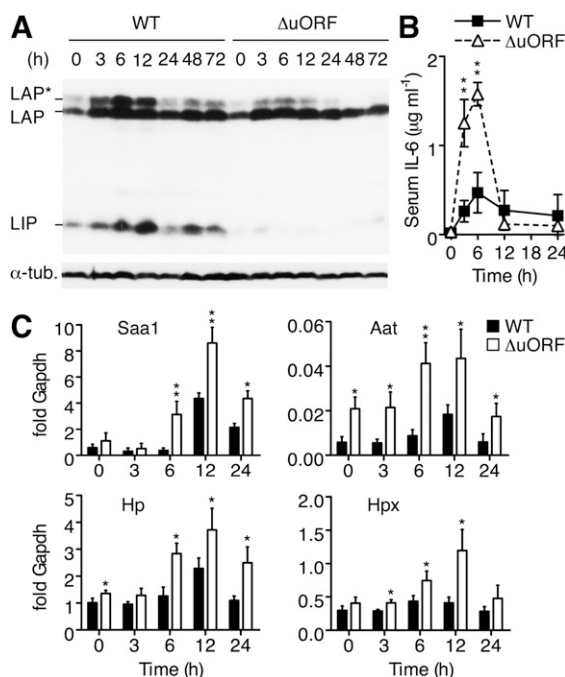 A
WT ΔuORF
(h) 0 3 6 12 24 48 72 0 3 6 12 24 48 72
LAP*
LAP
LIP
α-tub.
B
WT
ΔuORF
Serum IL-6 (μg ml-1)
2
1
0
** **
0 6 12 18 24
Time (h)
C
Saa1
fold Gapdh
10
8
6
4
2
0
** ** *
0 3 6 12 24
Aat
WT
ΔuORF
0.06
0.04
0.02
0.00
* * ** * *
0 3 6 12 24
Hp
fold Gapdh
5
4
3
2
1
0
* * * *
0 3 6 12 24
Time (h)
Hpx
2.0
1.5
1.0
0.5
0.0
* * *
0 3 6 12 24
Time (h)